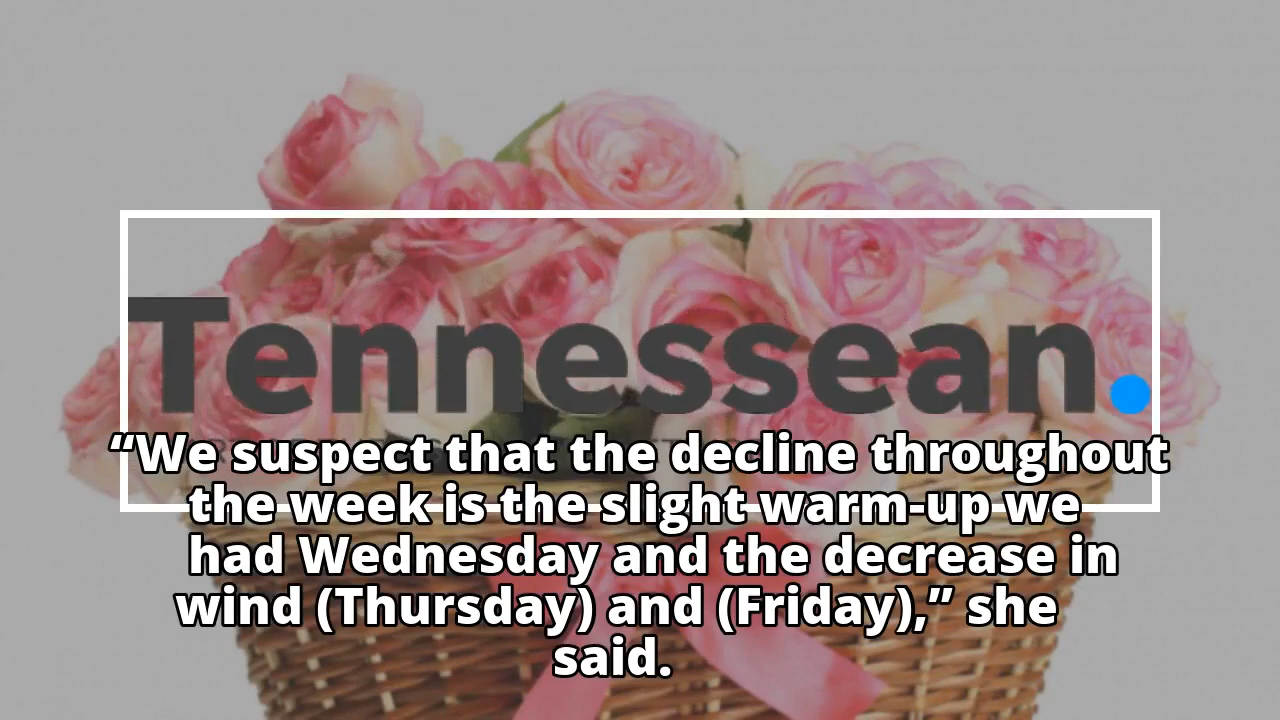 Tennessean.
“We suspect that the decline throughout
the week is the slight warm-up we
had Wednesday and the decrease in
wind (Thursday) and (Friday),” she
said.